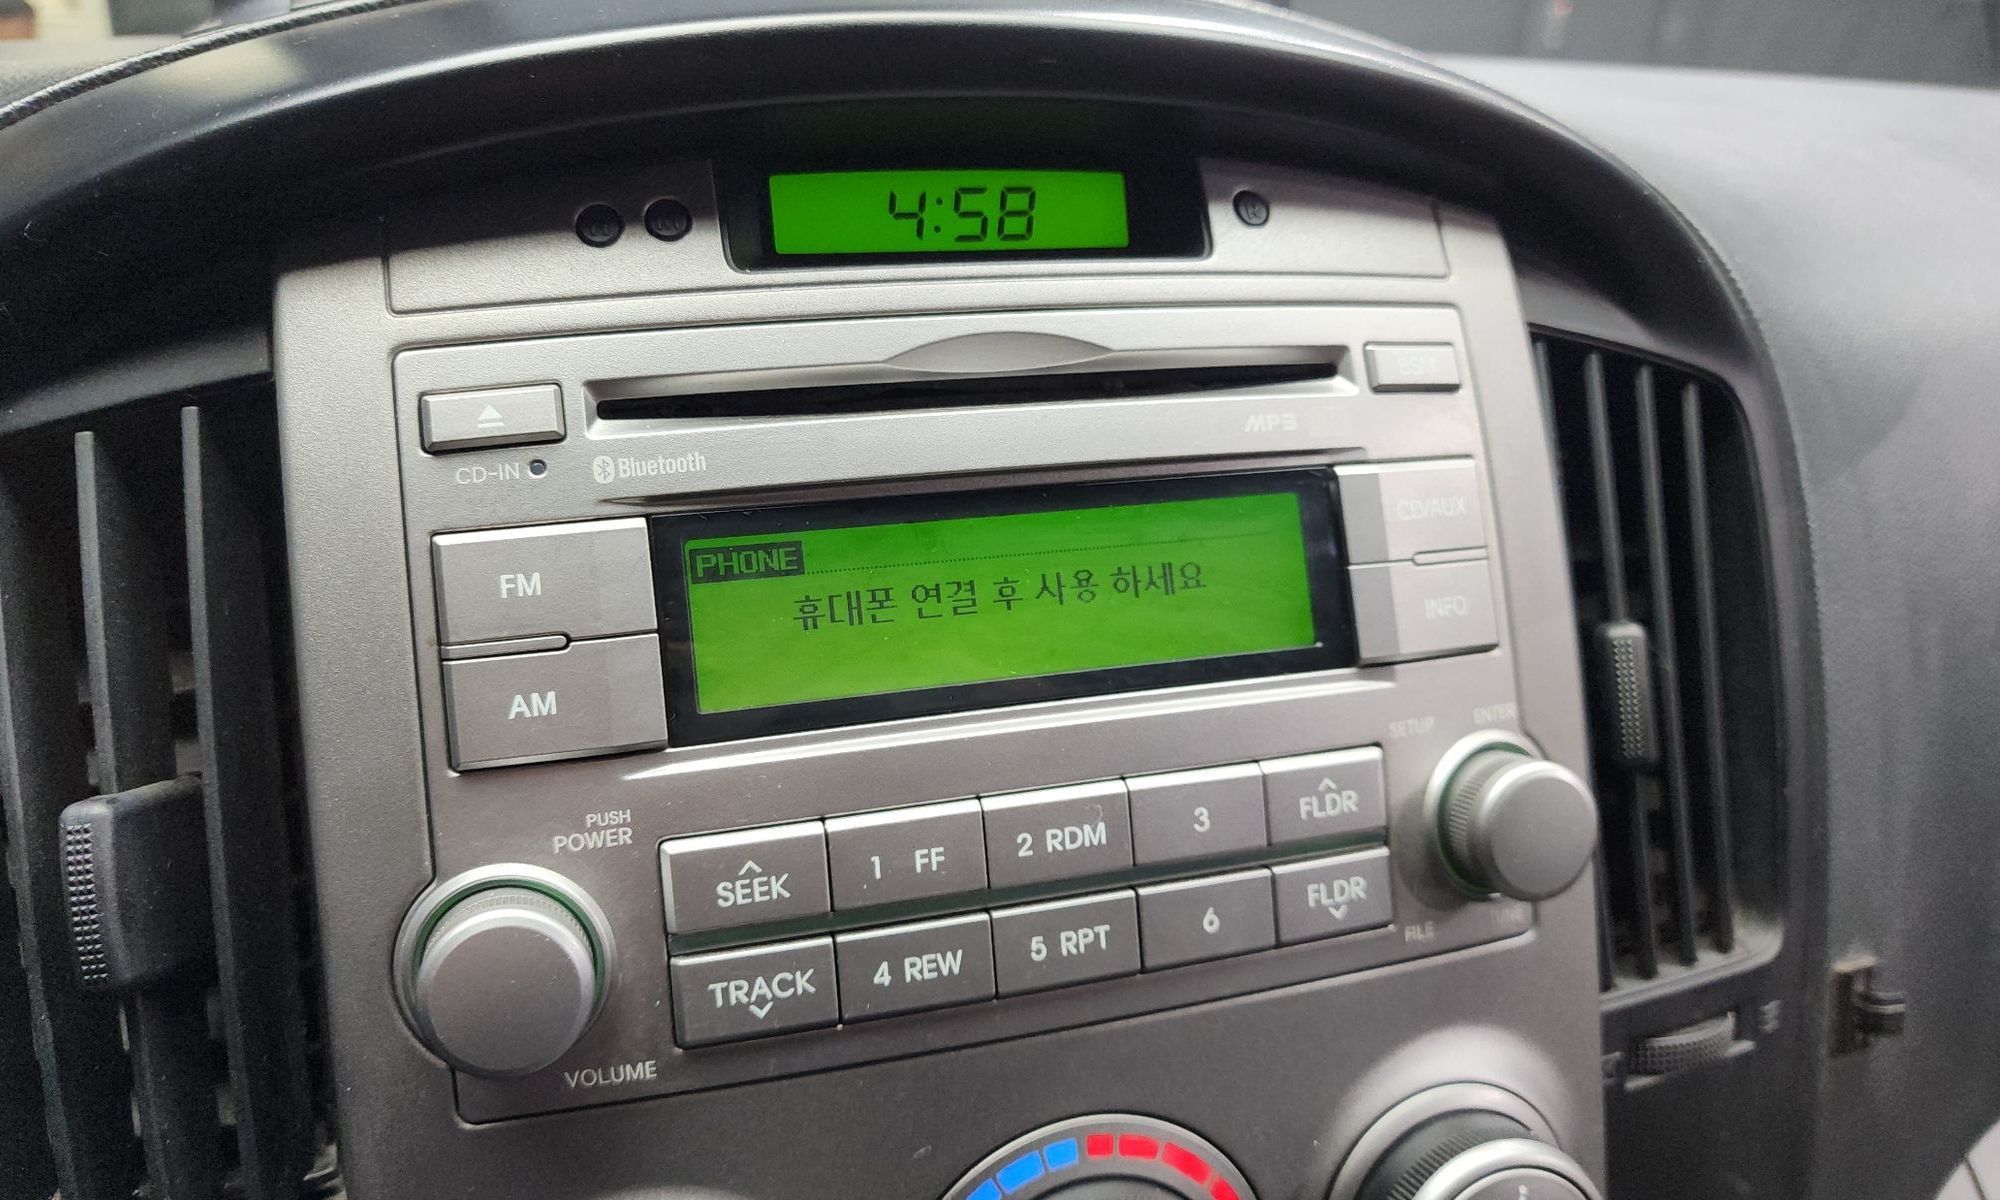 4:58
MP3
CD-IN
Bluetooth
CD/AUX
PHONE
휴대폰 연결 후 사용 하세요
FM
INFO
AM
SETUP
ENTER
PUSH
POWER
SEEK
1 FF
2 RDM
3
FLDR
TRACK
4 REW
5 RPT
6
FLDR
FILE
TUNE
VOLUME